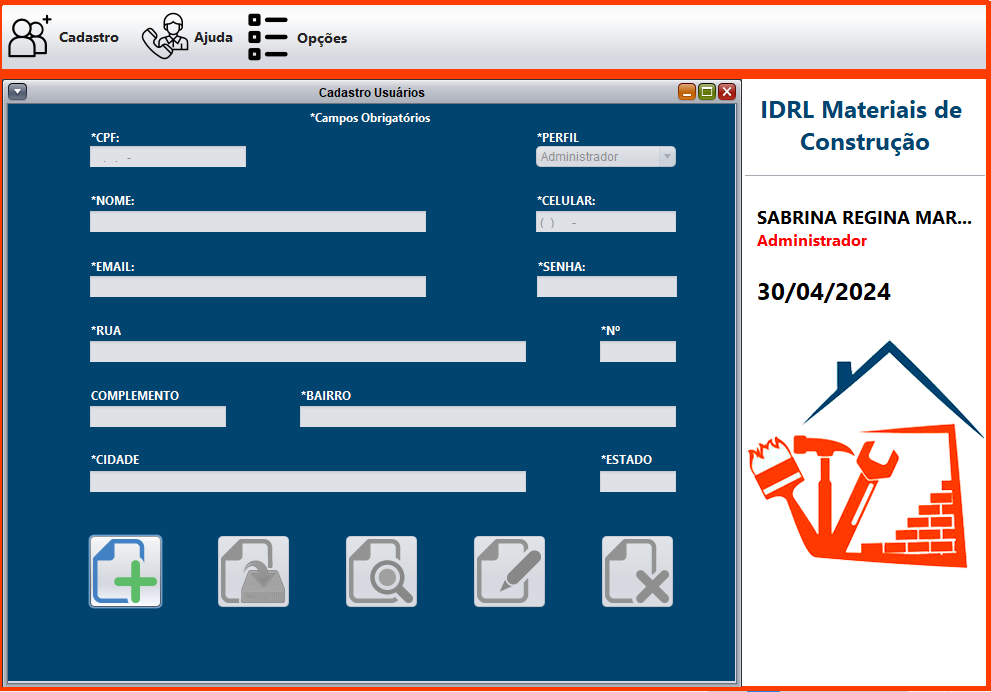 Cadastro Ajuda Opções
Cadastro Usuários
*Campos Obrigatórios
*CPF: *PERFIL
. . - Administrador
*NOME: *CELULAR:
( ) -
*EMAIL: *SENHA:
*RUA *Nº
COMPLEMENTO *BAIRRO
*CIDADE *ESTADO
IDRL Materiais de
Construção
SABRINA REGINA MAR...
Administrador
30/04/2024